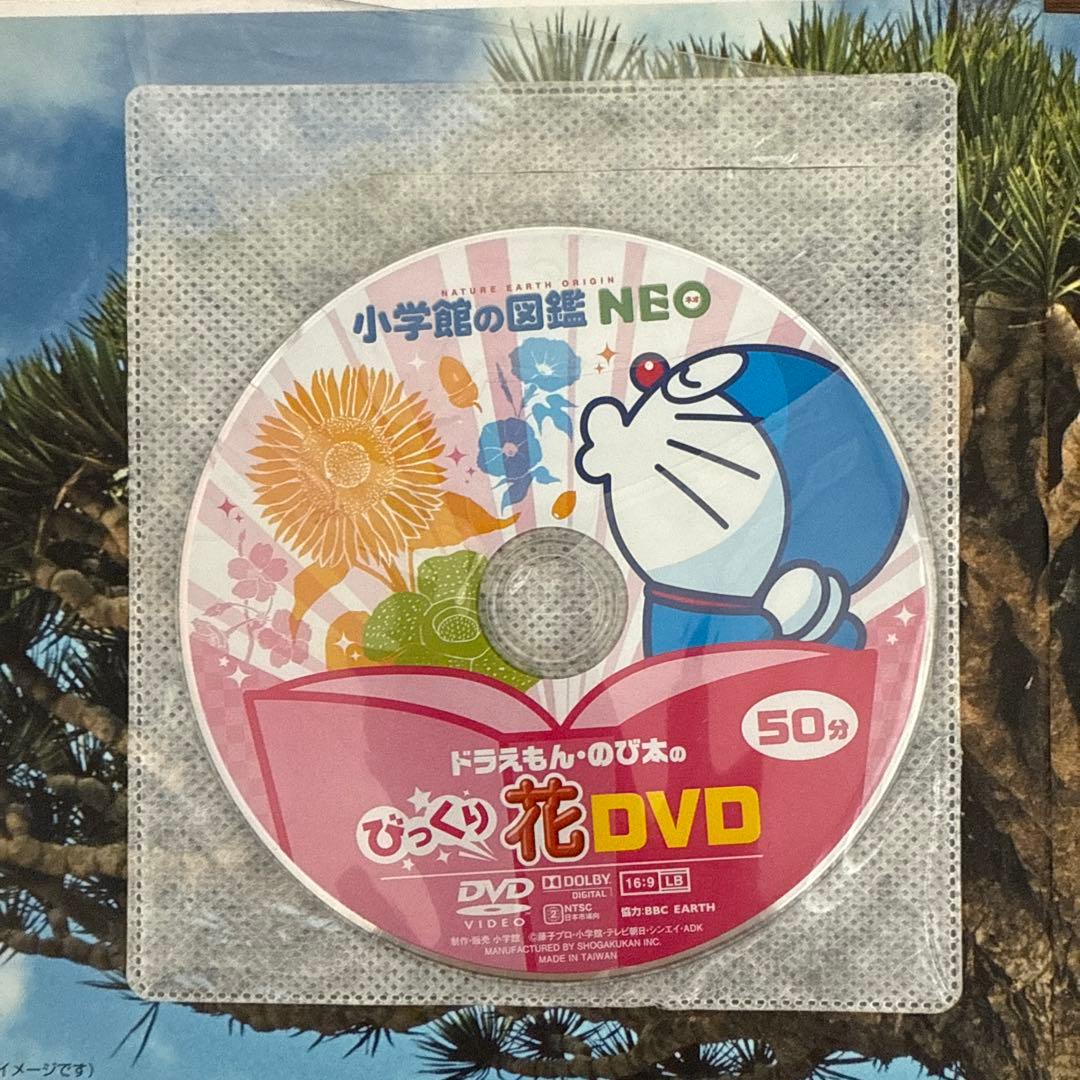 NATURE EARTH ORIGIN
小学館の図鑑 NEO
ネオ
50分
ドラえもん・のび太の
びっくり 花DVD
DVD VIDEO
DOLBY DIGITAL
16:9 LB
2 NTSC 日本市場向
協力:BBC EARTH
制作・販売 小学館 ©藤子プロ・小学館・テレビ朝日・シンエイ・ADK
MANUFACTURED BY SHOGAKUKAN INC.
MADE IN TAIWAN
イメージです)